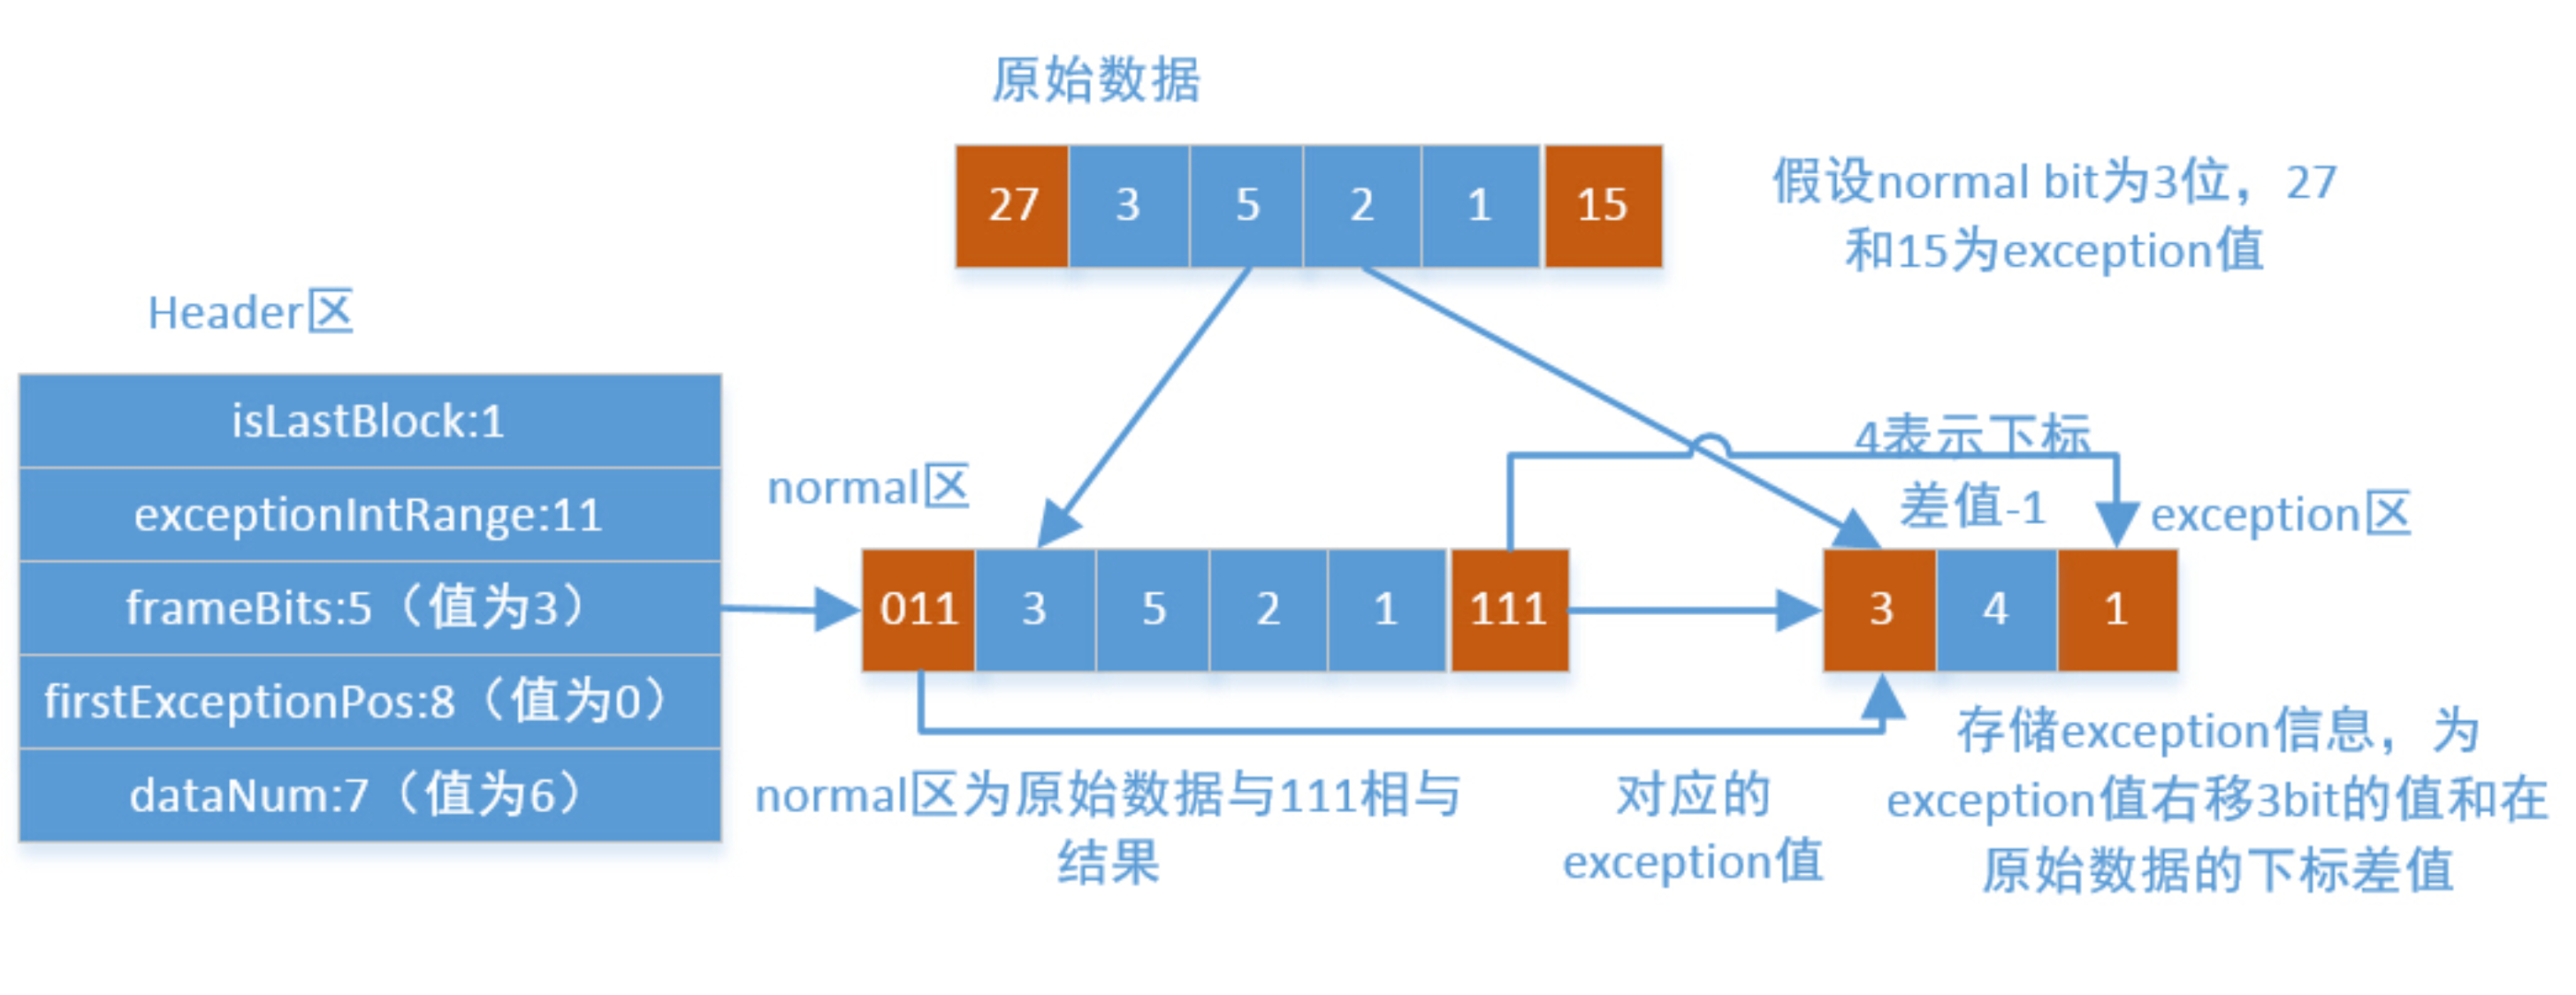 原始数据
27 3 5 2 1 15
假设normal bit为3位，27
和15为exception值
Header区
isLastBlock:1
exceptionIntRange:11
frameBits:5（值为3）
firstExceptionPos:8（值为0）
dataNum:7（值为6）
normal区
011 3 5 2 1 111
normal区为原始数据与111相与
结果
对应的
exception值
4表示下标
差值-1
exception区
3 4 1
存储exception信息，为
exception值右移3bit的值和在
原始数据的下标差值